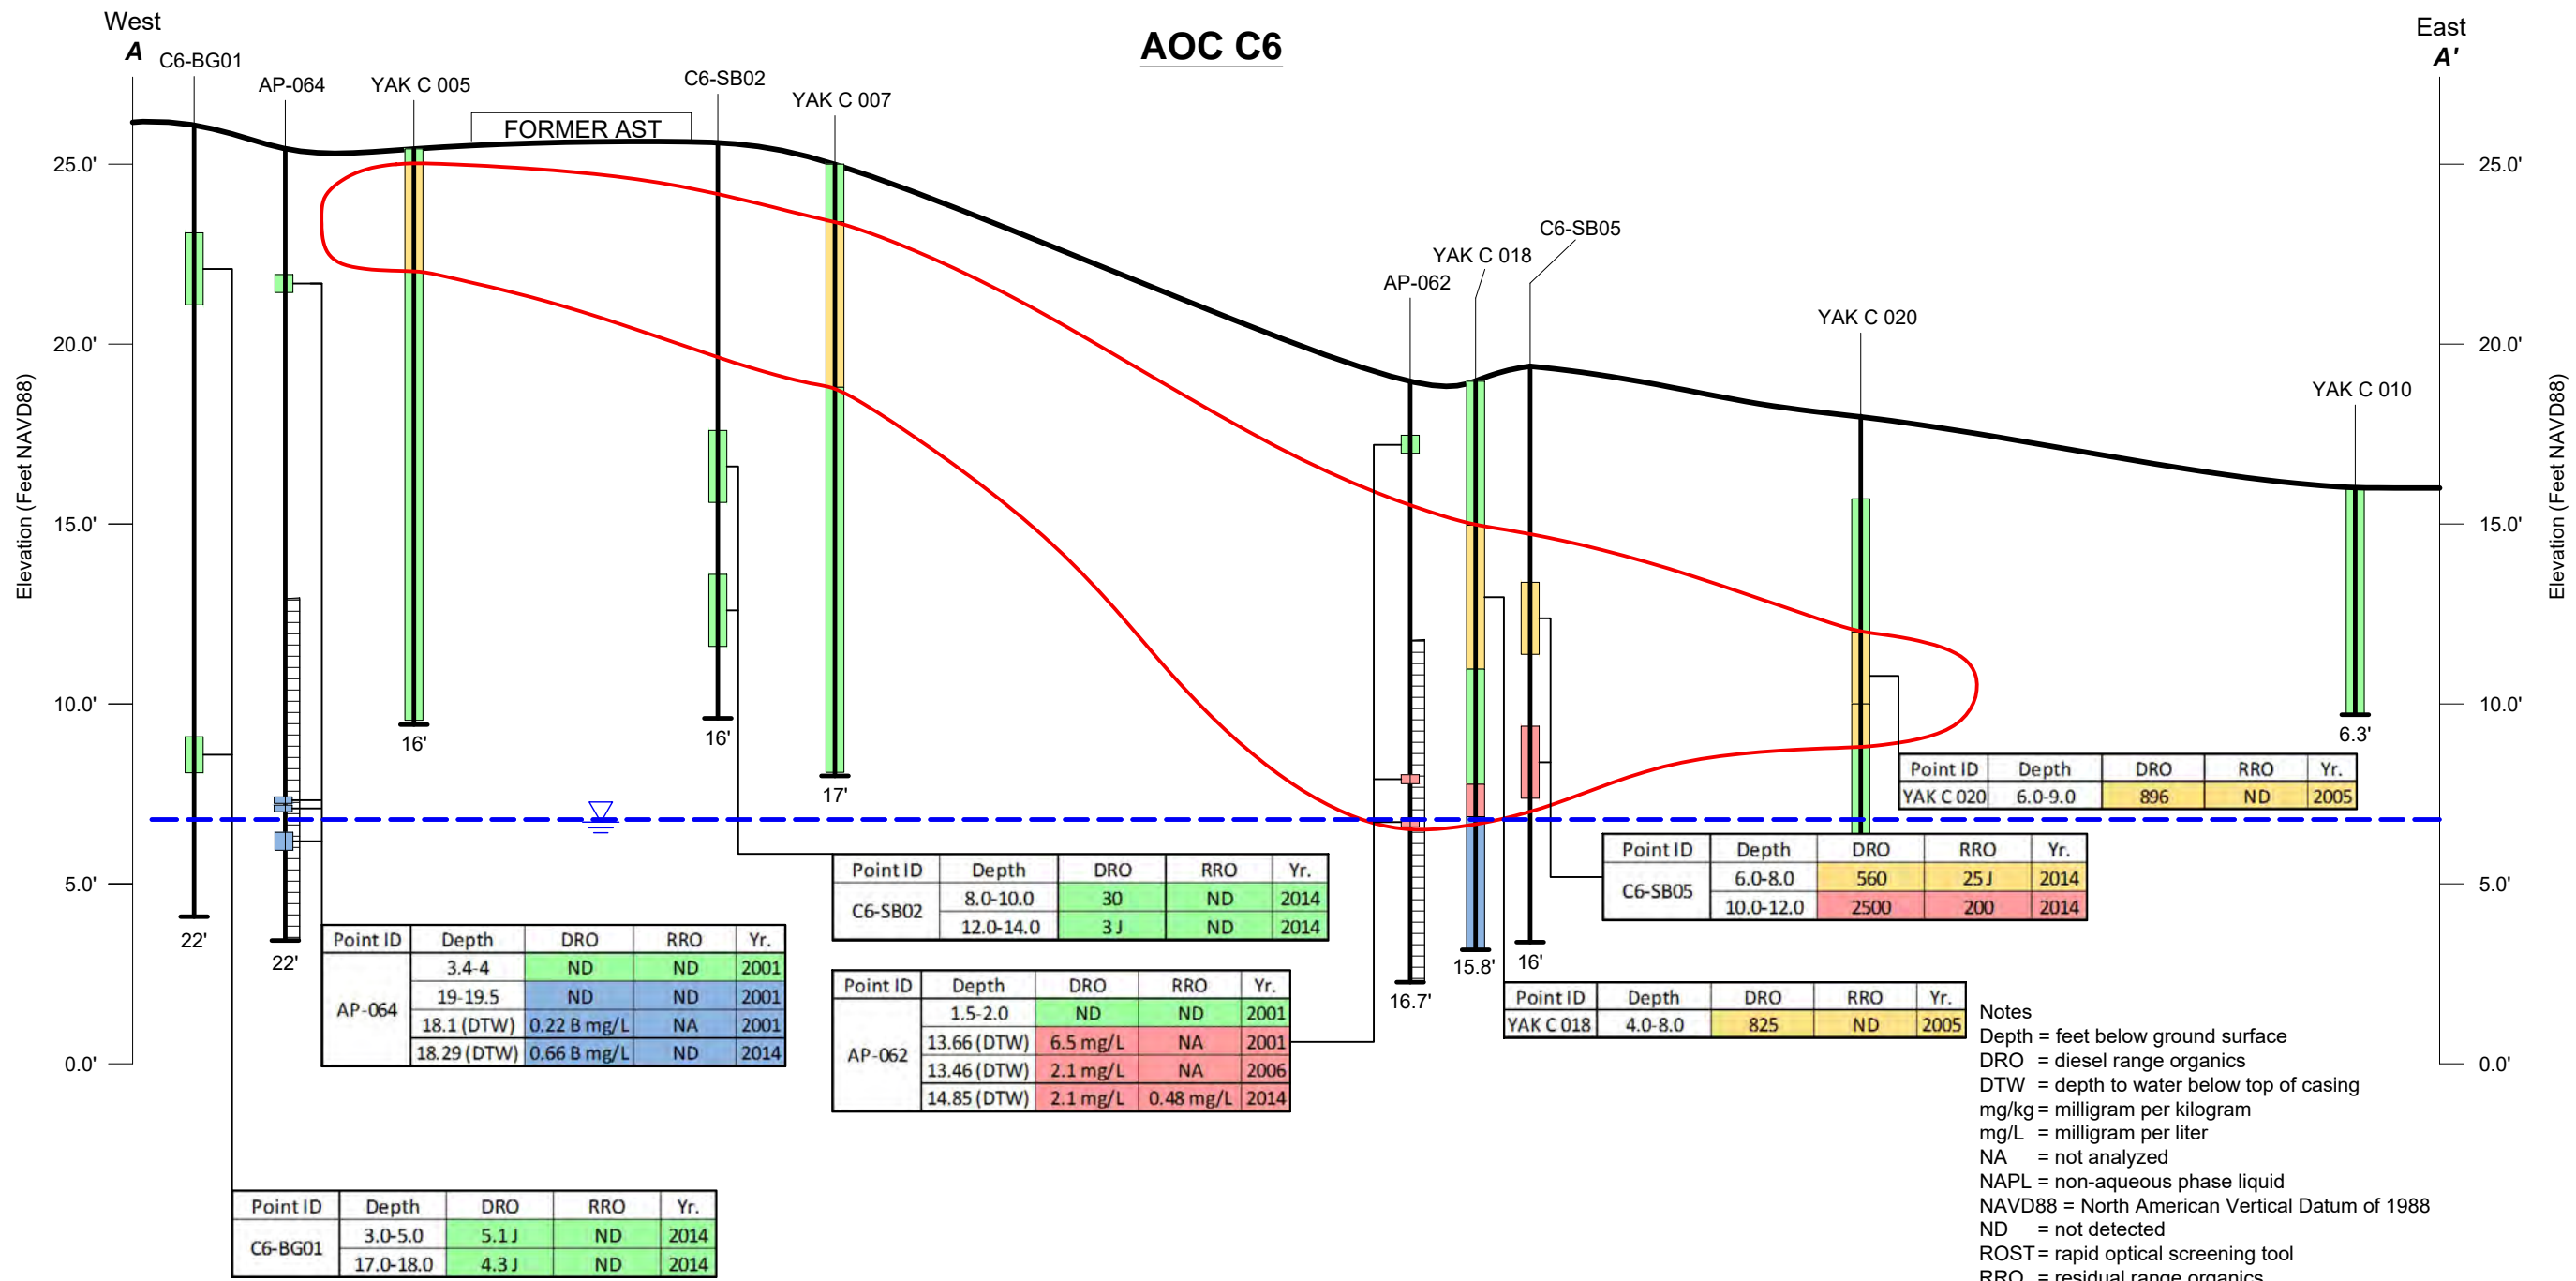 West
A
AOC C6
East
A'
C6-BG01
AP-064
YAK C 005
C6-SB02
YAK C 007
FORMER AST
C6-SB05
YAK C 018
AP-062
YAK C 020
YAK C 010
25.0'
20.0'
15.0'
10.0'
5.0'
0.0'
Elevation (Feet NAVD88)
25.0'
20.0'
15.0'
10.0'
5.0'
0.0'
Elevation (Feet NAVD88)
22'
22'
16'
16'
17'
16.7'
15.8'
16'
6.3'
Point ID Depth DRO RRO Yr.
YAK C 020 6.0-9.0 896 ND 2005
Point ID Depth DRO RRO Yr.
C6-SB05
6.0-8.0 560 25 J 2014
10.0-12.0 2500 200 2014
Point ID Depth DRO RRO Yr.
C6-SB02
8.0-10.0 30 ND 2014
12.0-14.0 3 J ND 2014
Point ID Depth DRO RRO Yr.
AP-064
3.4-4 ND ND 2001
19-19.5 ND ND 2001
18.1 (DTW) 0.22 B mg/L NA 2001
18.29 (DTW) 0.66 B mg/L ND 2014
Point ID Depth DRO RRO Yr.
AP-062
1.5-2.0 ND ND 2001
13.66 (DTW) 6.5 mg/L NA 2001
13.46 (DTW) 2.1 mg/L NA 2006
14.85 (DTW) 2.1 mg/L 0.48 mg/L 2014
Point ID Depth DRO RRO Yr.
YAK C 018 4.0-8.0 825 ND 2005
Point ID Depth DRO RRO Yr.
C6-BG01
3.0-5.0 5.1 J ND 2014
17.0-18.0 4.3 J ND 2014
Notes
Depth = feet below ground surface
DRO = diesel range organics
DTW = depth to water below top of casing
mg/kg = milligram per kilogram
mg/L = milligram per liter
NA = not analyzed
NAPL = non-aqueous phase liquid
NAVD88 = North American Vertical Datum of 1988
ND = not detected
ROST = rapid optical screening tool
RRO = residual range organics